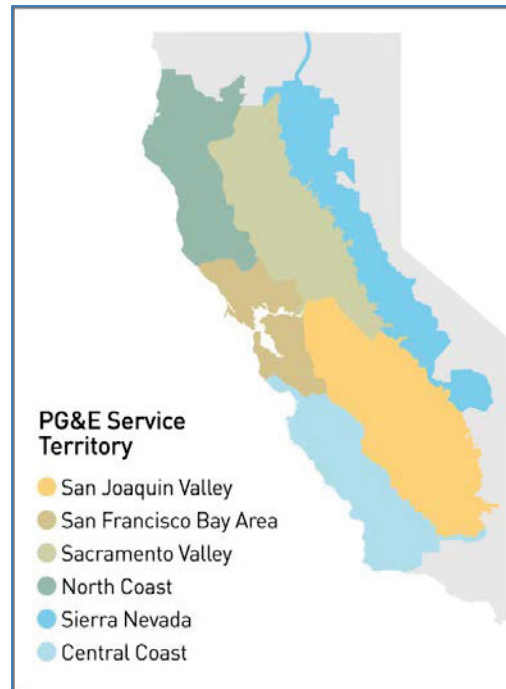 PG&E Service
Territory
San Joaquin Valley
San Francisco Bay Area
Sacramento Valley
North Coast
Sierra Nevada
Central Coast